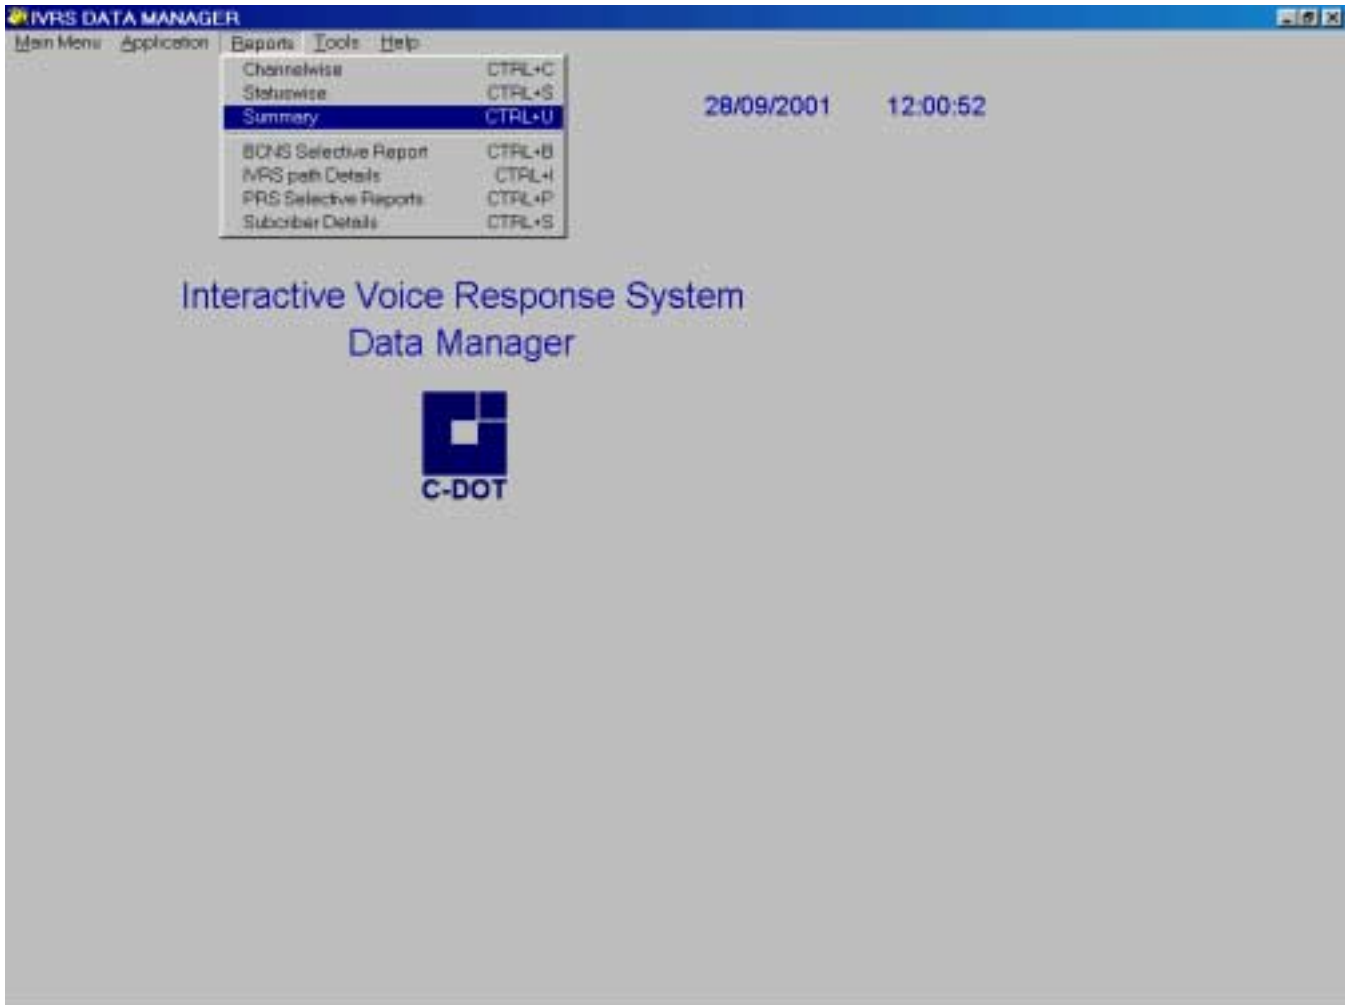 IVRS DATA MANAGER
Main Menu Application Reports Tools Help
Channelwise CTRL+C
Statuswise CTRL+S
Summery CTRL+U
28/09/2001 12:00:52
BCNS Selective Report CTRL+B
IVRS path Details CTRL+I
PRS Selective Reports CTRL+P
Subcriber Details CTRL+S
Interactive Voice Response System
Data Manager
C-DOT